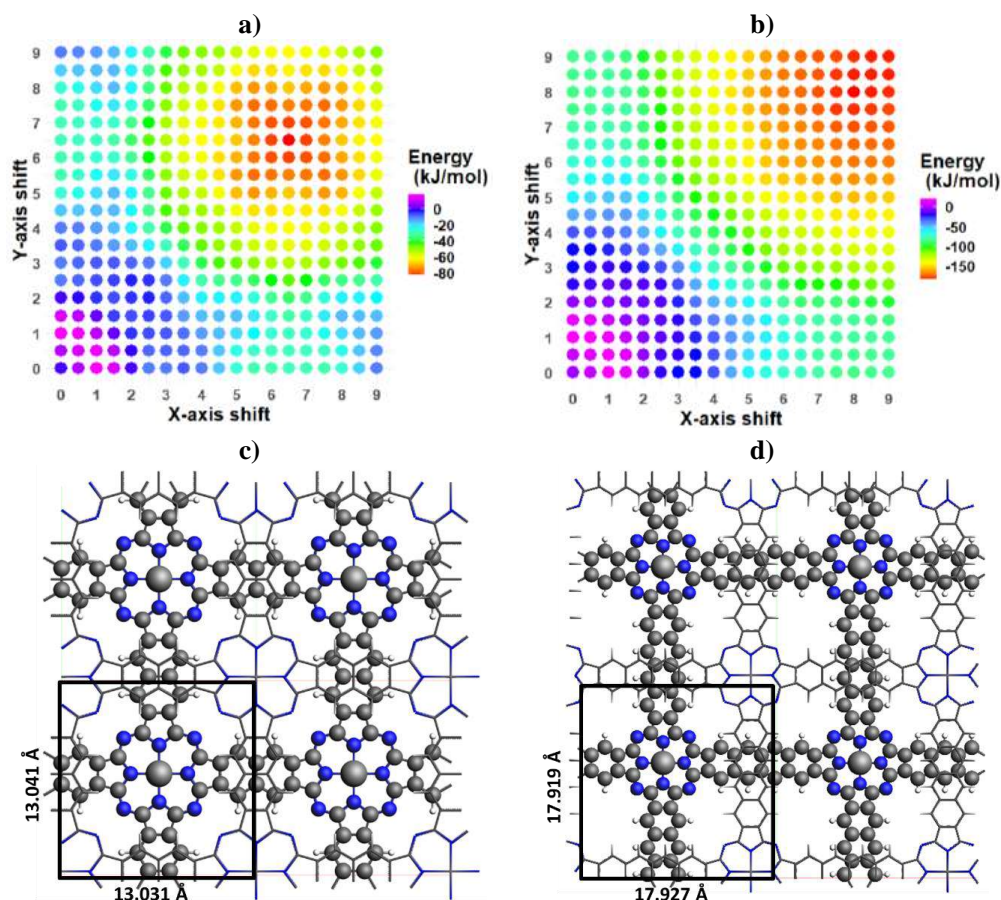 a)
b)
9
8
7
6
5
4
3
2
1
0
Y-axis shift
0 1 2 3 4 5 6 7 8 9
X-axis shift
Energy
(kJ/mol)
0
-20
-40
-60
-80
9
8
7
6
5
4
3
2
1
0
Y-axis shift
0 1 2 3 4 5 6 7 8 9
X-axis shift
Energy
(kJ/mol)
0
-50
-100
-150
c)
d)
13.041 Å
13.031 Å
17.919 Å
17.927 Å